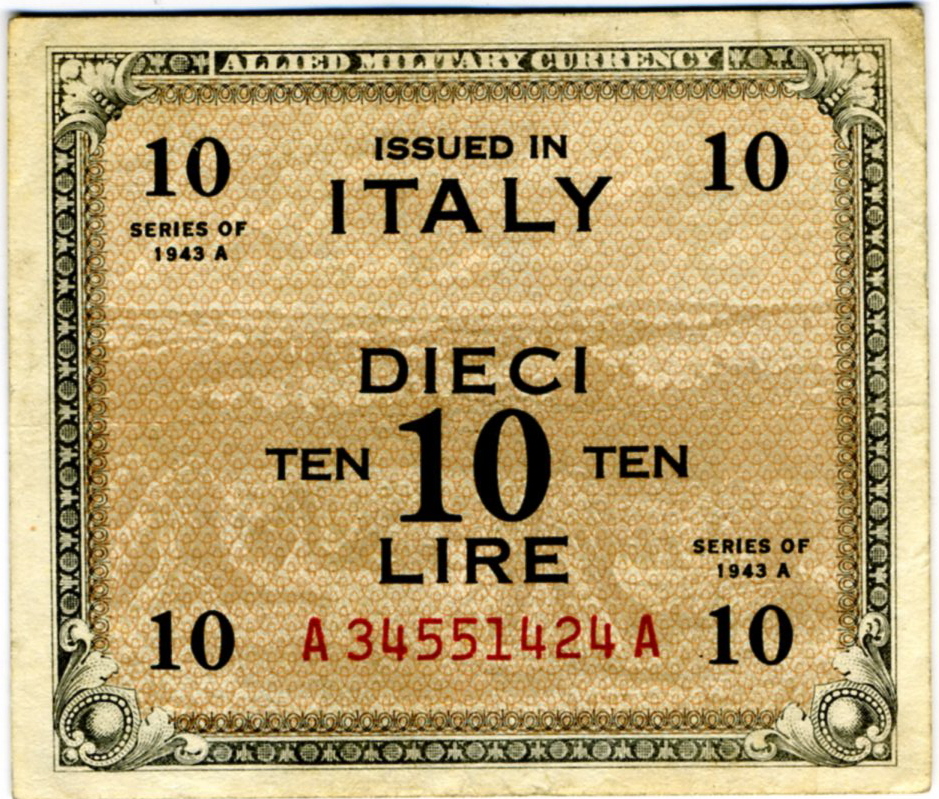 ALLIED MILITARY CURRENCY
10 ISSUED IN 10
ITALY
SERIES OF
1943 A
DIECI
TEN 10 TEN
LIRE
SERIES OF
1943 A
10 A 34551424 A 10